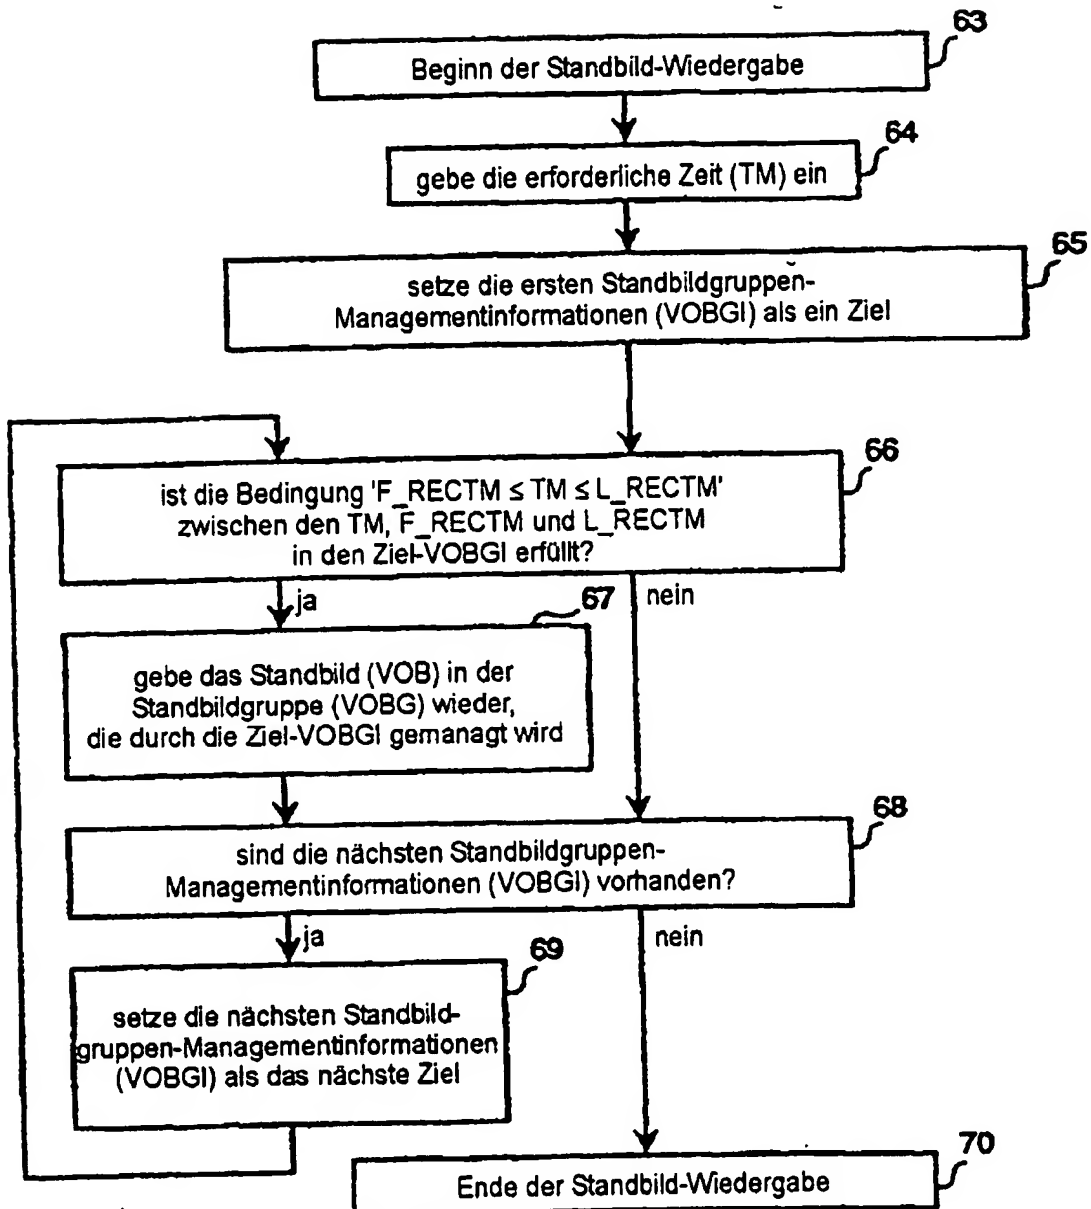 63
Beginn der Standbild-Wiedergabe
64
gebe die erforderliche Zeit (TM) ein
65
setze die ersten Standbildgruppen-
Managementinformationen (VOBGI) als ein Ziel
66
ist die Bedingung 'F_RECTM ≤ TM ≤ L_RECTM'
zwischen den TM, F_RECTM und L_RECTM
in den Ziel-VOBGI erfüllt?
ja
nein
67
gebe das Standbild (VOB) in der
Standbildgruppe (VOBG) wieder,
die durch die Ziel-VOBGI gemanagt wird
68
sind die nächsten Standbildgruppen-
Managementinformationen (VOBGI) vorhanden?
ja
nein
69
setze die nächsten Standbild-
gruppen-Managementinformationen
(VOBGI) als das nächste Ziel
70
Ende der Standbild-Wiedergabe